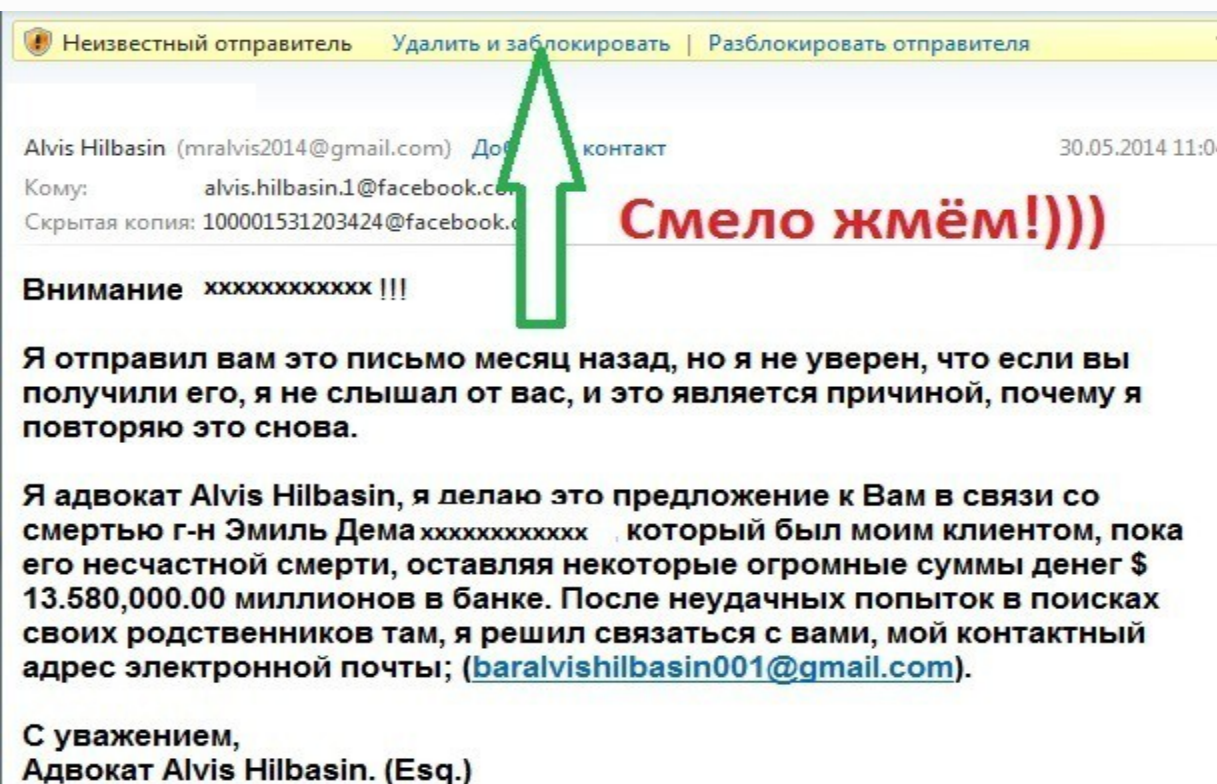 Неизвестный отправитель Удалить и заблокировать | Разблокировать отправителя
Alvis Hilbasin (mralvis2014@gmail.com) контакт 30.05.2014
Кому: alvis.hilbasin.1@facebook.co
Скрытая копия: 100001531203424@facebook.
Смело жмём!)))
Внимание xxxxxxxxxxxx !!!
Я отправил вам это письмо месяц назад, но я не уверен, что если вы
получили его, я не слышал от вас, и это является причиной, почему я
повторяю это снова.
Я адвокат Alvis Hilbasin, я делаю это предложение к Вам в связи со
смертью г-н Эмиль Дема xxxxxxxxxxxx , который был моим клиентом, пока
его несчастной смерти, оставляя некоторые огромные суммы денег $
13.580,000.00 миллионов в банке. После неудачных попыток в поисках
своих родственников там, я решил связаться с вами, мой контактный
адрес электронной почты; (baralvishilbasin001@gmail.com).
С уважением,
Адвокат Alvis Hilbasin. (Esq.)